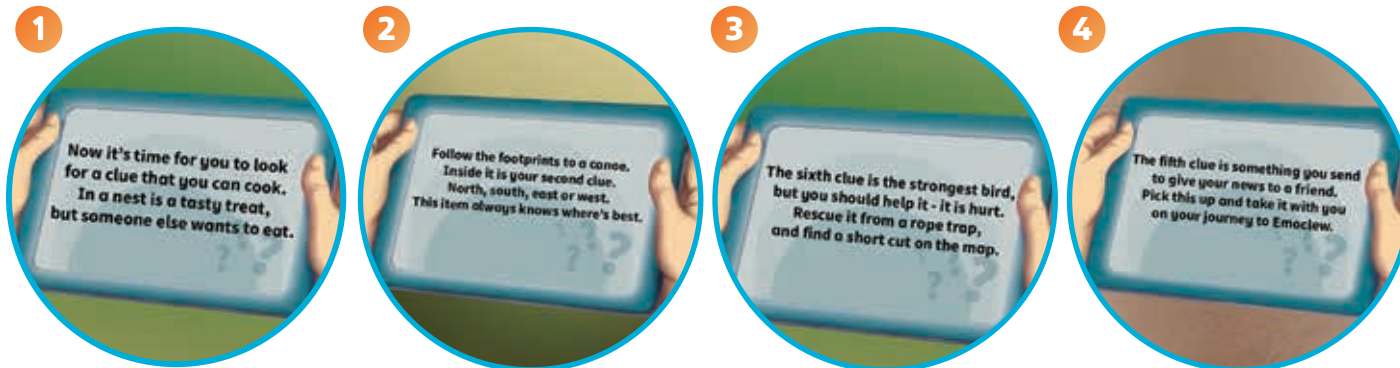 1
Now it's time for you to look
for a clue that you can cook.
In a nest is a tasty treat,
but someone else wants to eat.
2
Follow the footprints to a canoe.
Inside it is your second clue.
North, south, east or west.
This item always knows where's best.
3
The sixth clue is the strongest bird,
but you should help it - it is hurt.
Rescue it from a rope trap,
and find a short cut on the map.
4
The fifth clue is something you send
to give your news to a friend.
Pick this up and take it with you
on your journey to Emoclew.